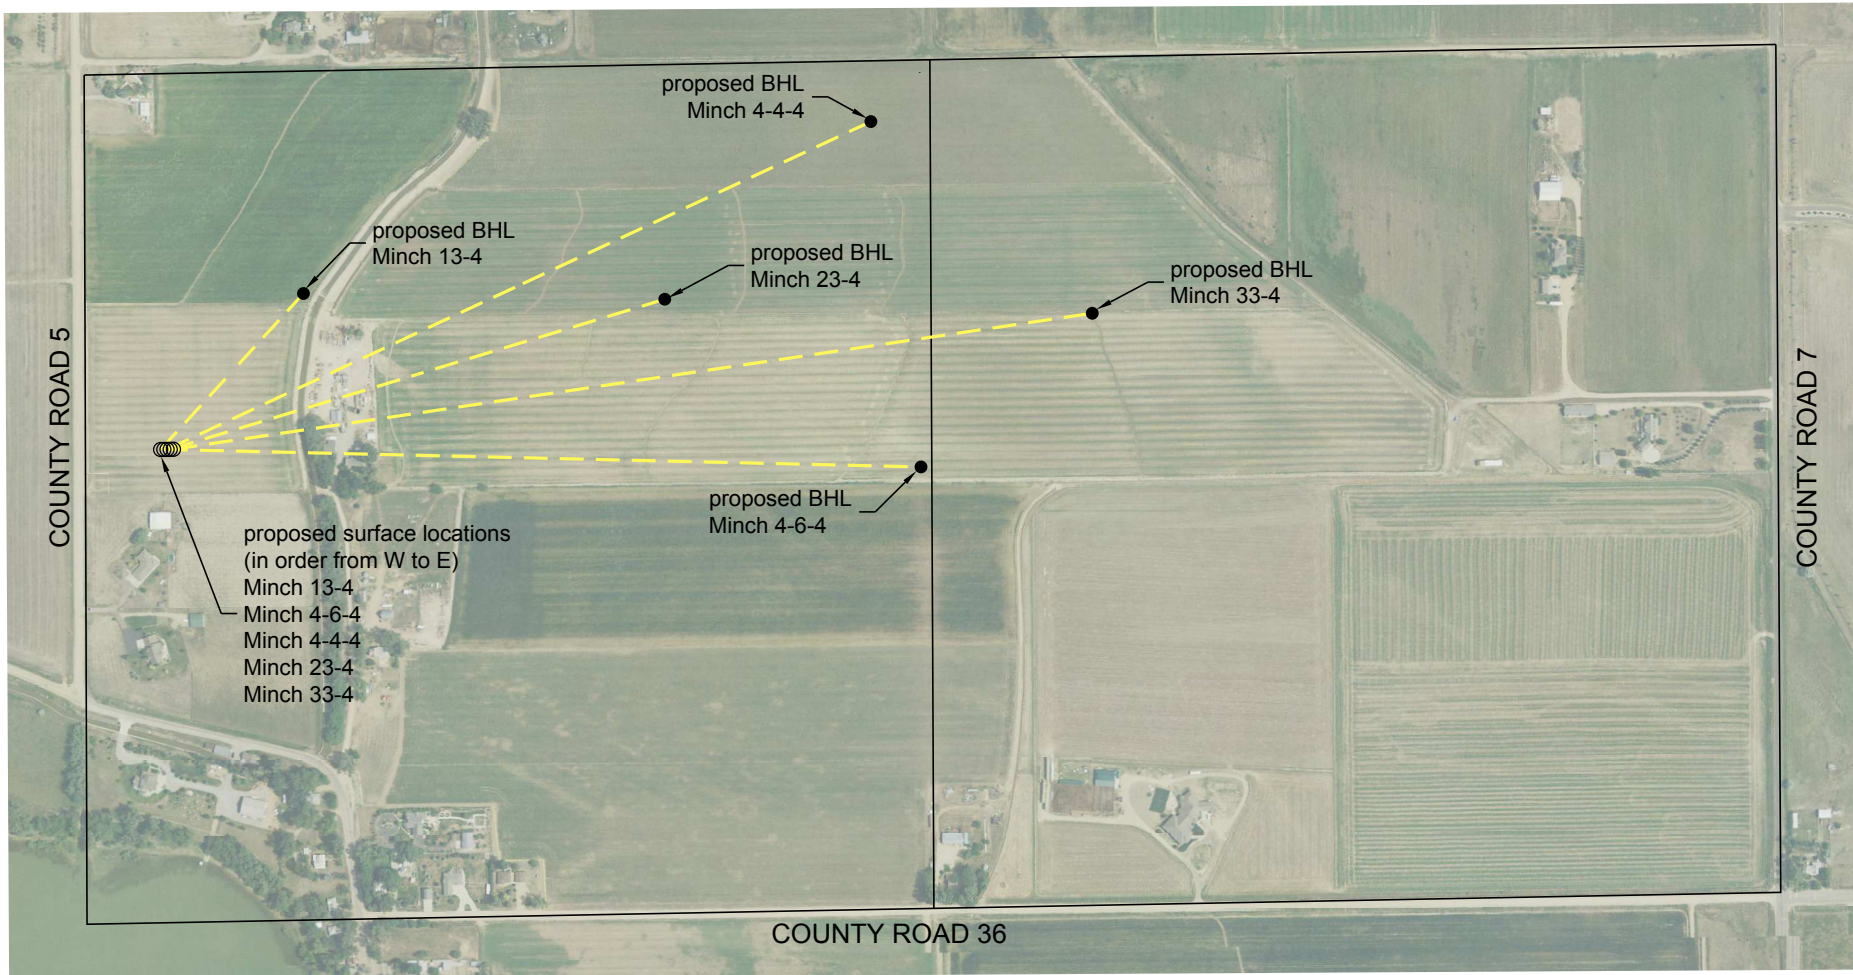 proposed BHL
Minch 4-4-4
proposed BHL
Minch 13-4
proposed BHL
Minch 23-4
proposed BHL
Minch 33-4
COUNTY ROAD 5
COUNTY ROAD 7
proposed BHL
Minch 4-6-4
proposed surface locations
(in order from W to E)
Minch 13-4
Minch 4-6-4
Minch 4-4-4
Minch 23-4
Minch 33-4
COUNTY ROAD 36